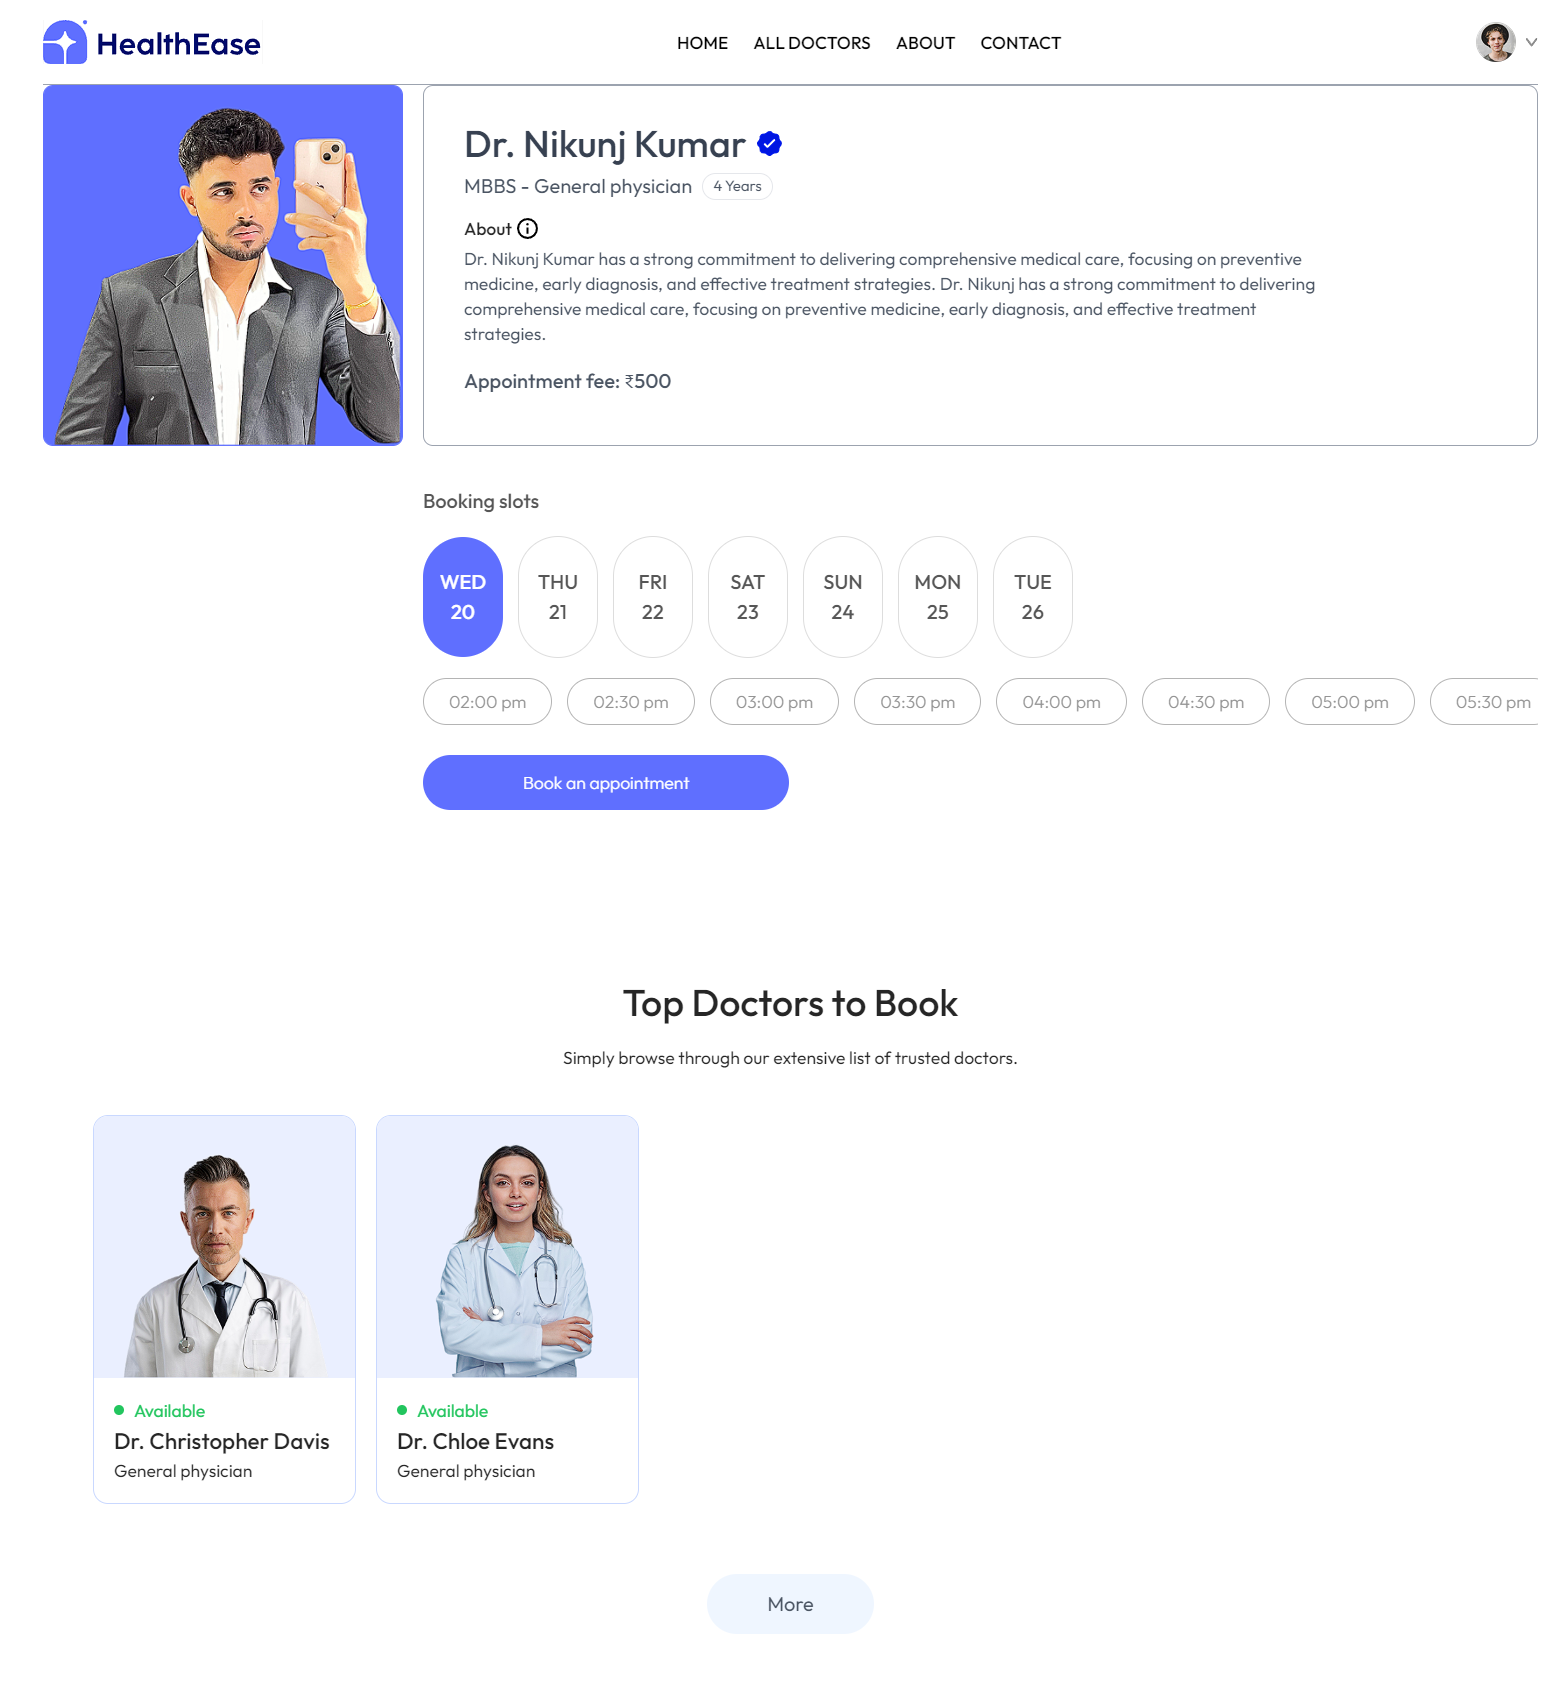 HealthEase
HOME ALL DOCTORS ABOUT CONTACT
Dr. Nikunj Kumar
MBBS - General physician 4 Years
About
Dr. Nikunj Kumar has a strong commitment to delivering comprehensive medical care, focusing on preventive
medicine, early diagnosis, and effective treatment strategies. Dr. Nikunj has a strong commitment to delivering
comprehensive medical care, focusing on preventive medicine, early diagnosis, and effective treatment
strategies.
Appointment fee: ₹500
Booking slots
WED THU FRI SAT SUN MON TUE
20 21 22 23 24 25 26
02:00 pm 02:30 pm 03:00 pm 03:30 pm 04:00 pm 04:30 pm 05:00 pm 05:30 pm
Book an appointment
Top Doctors to Book
Simply browse through our extensive list of trusted doctors.
Available
Dr. Christopher Davis
General physician
Available
Dr. Chloe Evans
General physician
More